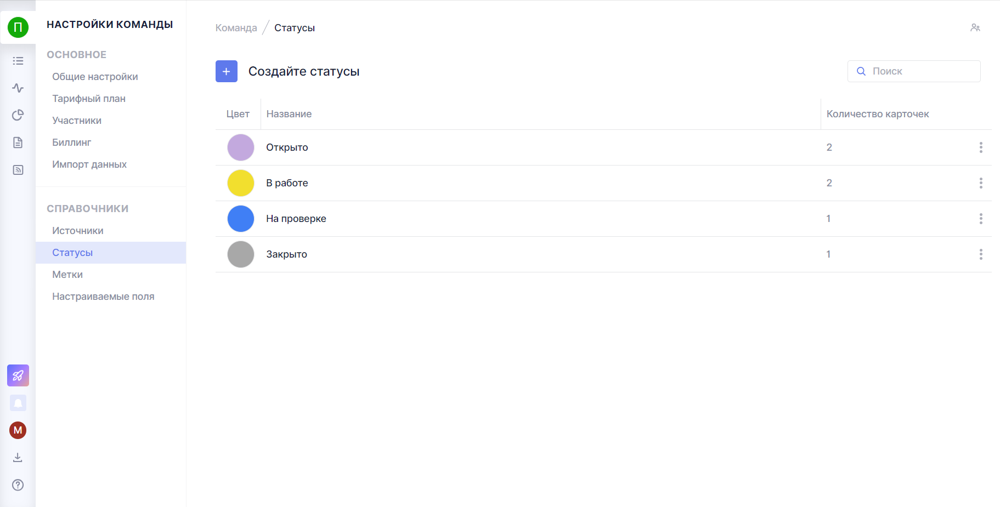 П
НАСТРОЙКИ КОМАНДЫ
ОСНОВНОЕ
Общие настройки
Тарифный план
Участники
Биллинг
Импорт данных
СПРАВОЧНИКИ
Источники
Статусы
Метки
Настраиваемые поля
М
Команда / Статусы
+ Создайте статусы
Поиск
Цвет Название Количество карточек
Открыто 2
В работе 2
На проверке 1
Закрыто 1